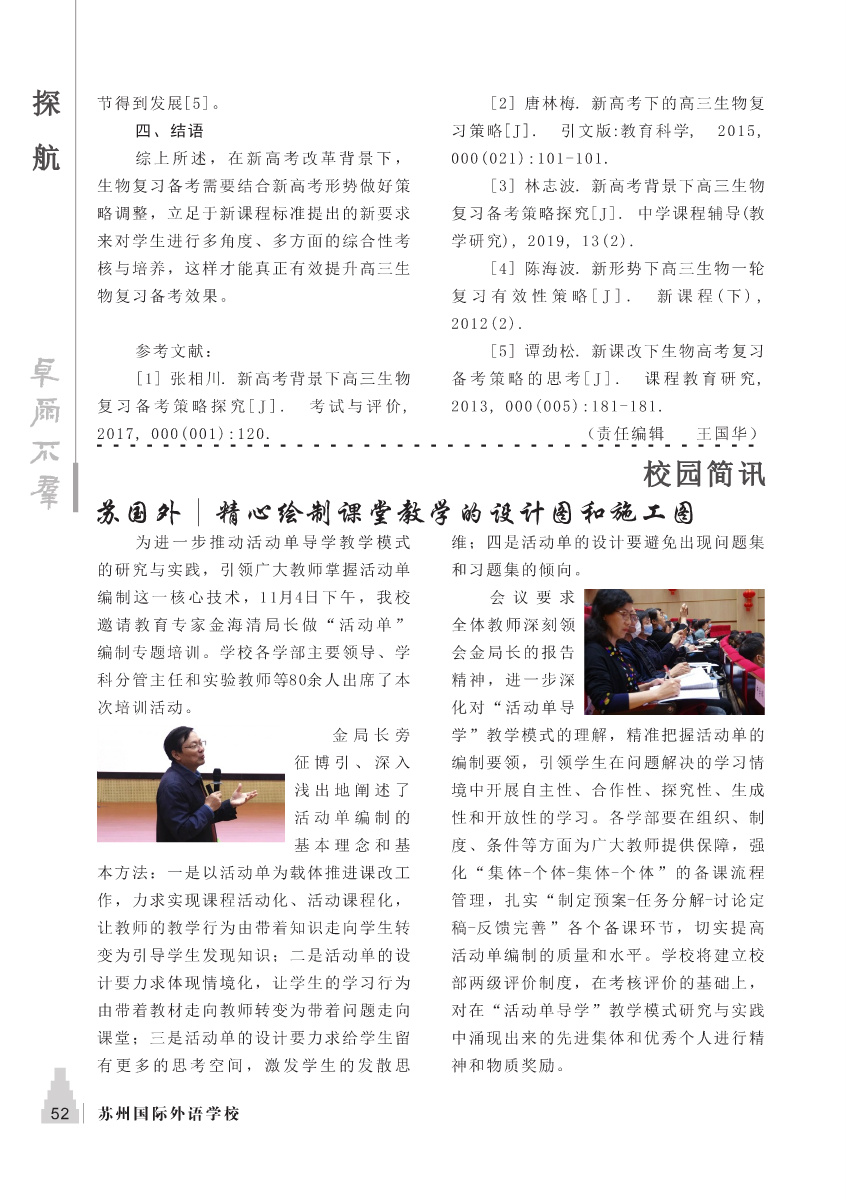 探
航
卓
爾
不
羣
节得到发展[5]。
四、结语
综上所述，在新高考改革背景下，
生物复习备考需要结合新高考形势做好策
略调整，立足于新课程标准提出的新要求
来对学生进行多角度、多方面的综合性考
核与培养，这样才能真正有效提升高三生
物复习备考效果。
参考文献：
[1] 张相川. 新高考背景下高三生物
复习备考策略探究[J]. 考试与评价，
2017, 000(001):120.
[2] 唐林梅. 新高考下的高三生物复
习策略[J]. 引文版:教育科学， 2015,
000(021):101-101.
[3] 林志波. 新高考背景下高三生物
复习备考策略探究[J]. 中学课程辅导(教
学研究), 2019, 13(2).
[4] 陈海波. 新形势下高三生物一轮
复习有效性策略[J]. 新课程(下),
2012(2).
[5] 谭劲松. 新课改下生物高考复习
备考策略的思考[J]. 课程教育研究,
2013, 000(005):181-181.
（责任编辑 王国华）
校园简讯
苏国外｜精心绘制课堂教学的设计图和施工图
为进一步推动活动单导学教学模式
的研究与实践，引领广大教师掌握活动单
编制这一核心技术，11月4日下午，我校
邀请教育专家金海清局长做“活动单”
编制专题培训。学校各学部主要领导、学
科分管主任和实验教师等80余人出席了本
次培训活动。
金局长旁
征博引、深入
浅出地阐述了
活动单编制的
基本理念和基
本方法：一是以活动单为载体推进课改工
作，力求实现课程活动化、活动课程化，
让教师的教学行为由带着知识走向学生转
变为引导学生发现知识；二是活动单的设
计要力求体现情境化，让学生的学习行为
由带着教材走向教师转变为带着问题走向
课堂；三是活动单的设计要力求给学生留
有更多的思考空间，激发学生的发散思
维；四是活动单的设计要避免出现问题集
和习题集的倾向。
会议要求
全体教师深刻领
会金局长的报告
精神，进一步深
化对“活动单导
学”教学模式的理解，精准把握活动单的
编制要领，引领学生在问题解决的学习情
境中开展自主性、合作性、探究性、生成
性和开放性的学习。各学部要在组织、制
度、条件等方面为广大教师提供保障，强
化“集体-个体-集体-个体”的备课流程
管理，扎实“制定预案-任务分解-讨论定
稿-反馈完善”各个备课环节，切实提高
活动单编制的质量和水平。学校将建立校
部两级评价制度，在考核评价的基础上，
对在“活动单导学”教学模式研究与实践
中涌现出来的先进集体和优秀个人进行精
神和物质奖励。
52 苏州国际外语学校